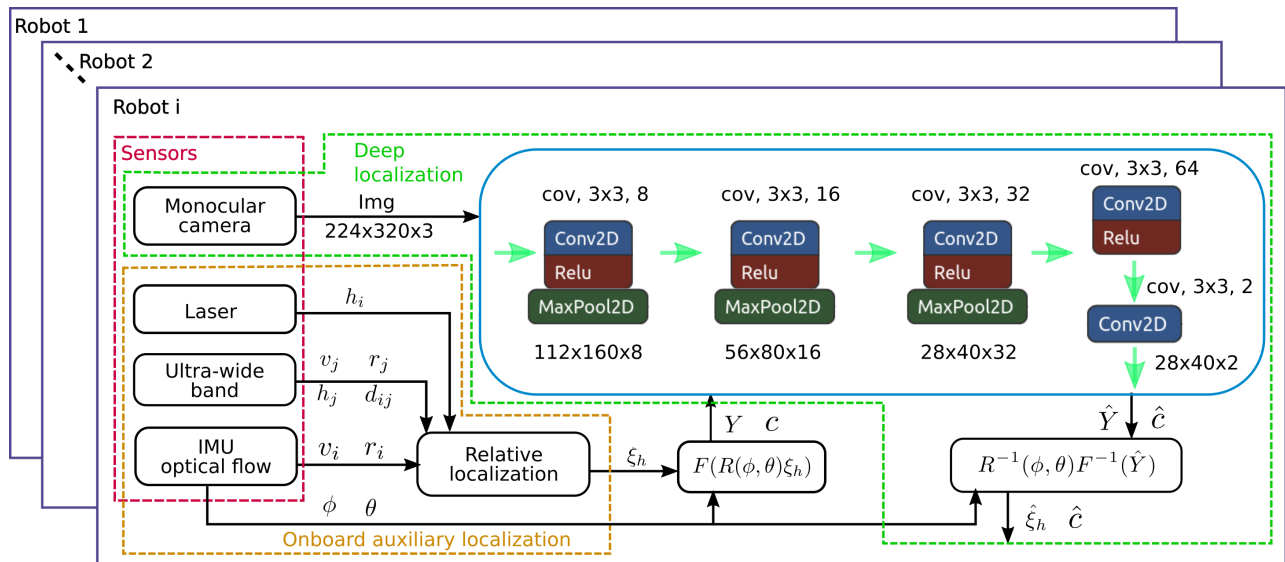 Robot 1
Robot 2
Robot i
Sensors
Deep
localization
Monocular
camera
Img
224x320x3
cov, 3x3, 8
Conv2D
Relu
MaxPool2D
112x160x8
cov, 3x3, 16
Conv2D
Relu
MaxPool2D
56x80x16
cov, 3x3, 32
Conv2D
Relu
MaxPool2D
28x40x32
cov, 3x3, 64
Conv2D
Relu
cov, 3x3, 2
Conv2D
28x40x2
Laser
h_i
Ultra-wide
band
v_j r_j
h_j d_{ij}
IMU
optical flow
v_i r_i
Relative
localization
ξ_h
F(R(ϕ,θ)ξ_h)
Y c
Ŷ ĉ
R^{-1}(ϕ,θ)F^{-1}(Ŷ)
ξ̂_h ĉ
ϕ θ
Onboard auxiliary localization